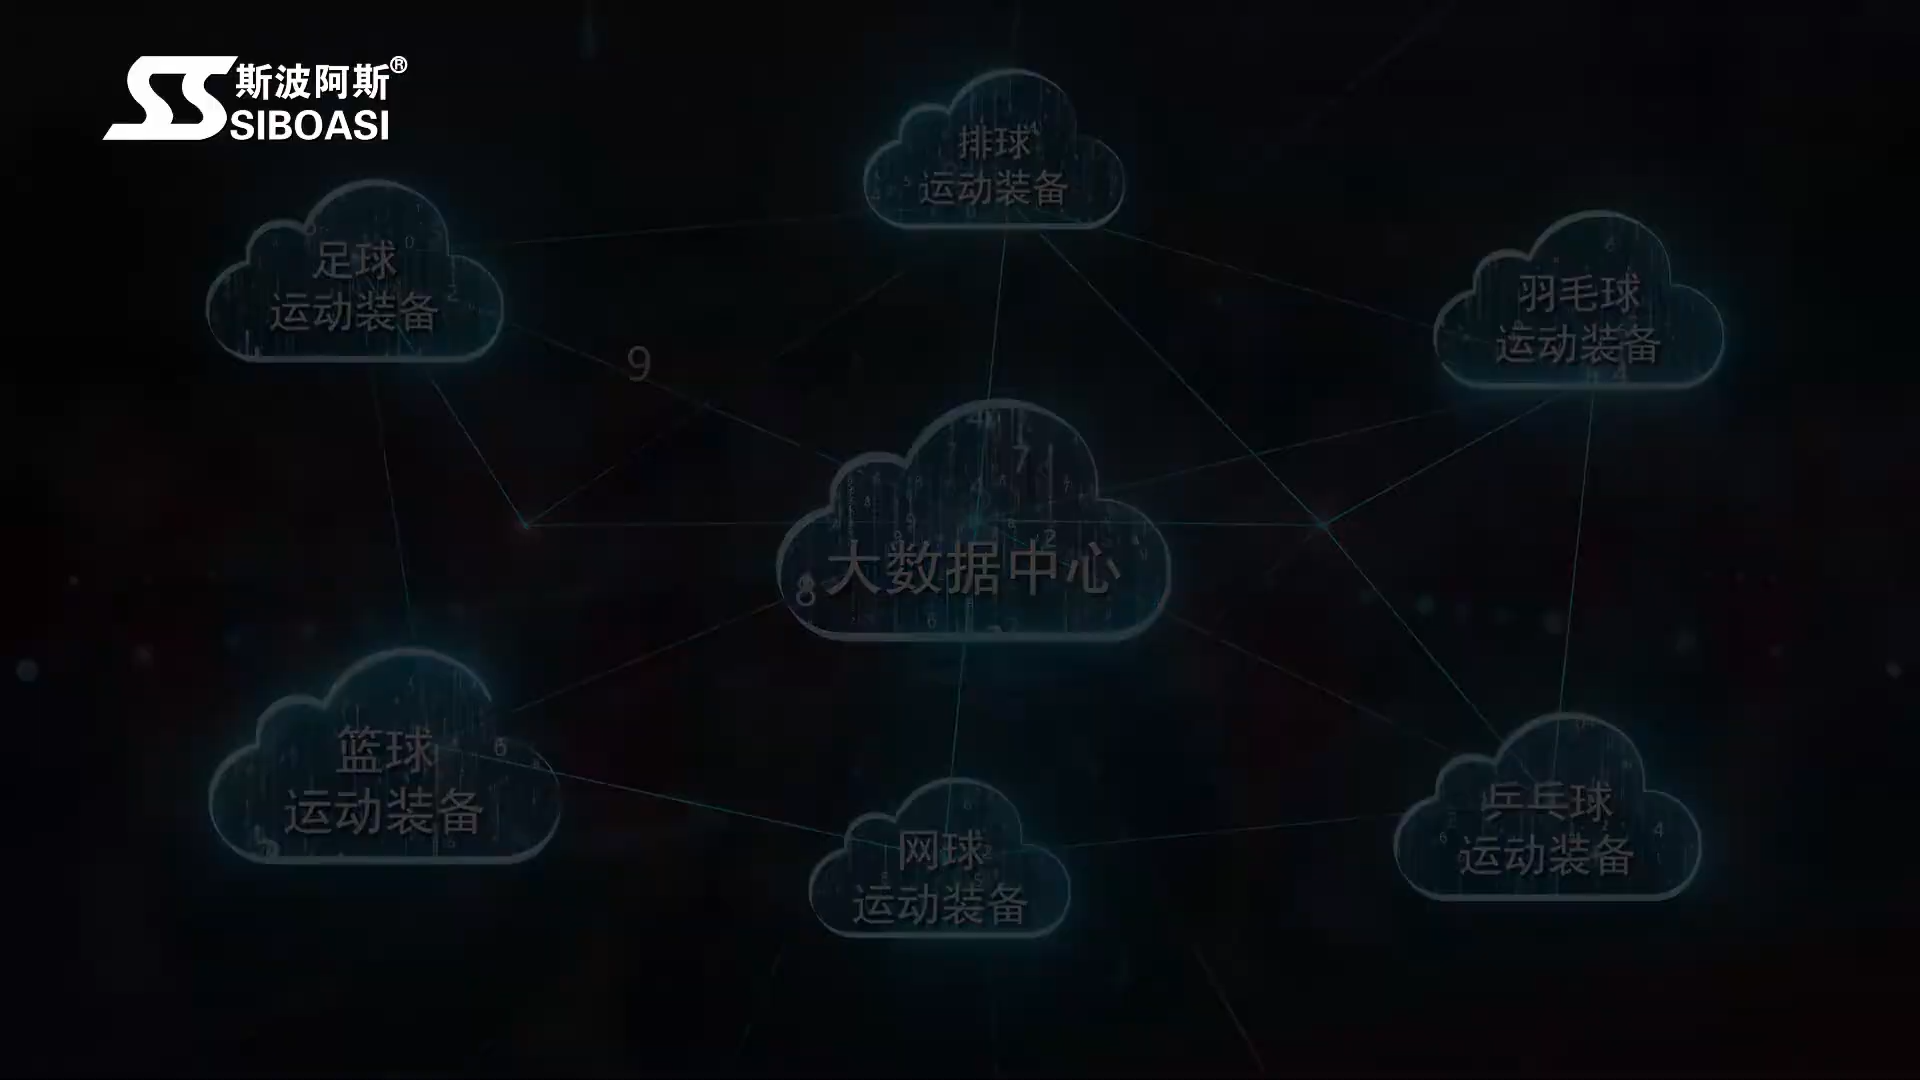 斯波阿斯®
SIBOASI
排球
运动装备
足球
运动装备
羽毛球
运动装备
9
大数据中心
篮球
运动装备
网球
运动装备
乒乓球
运动装备